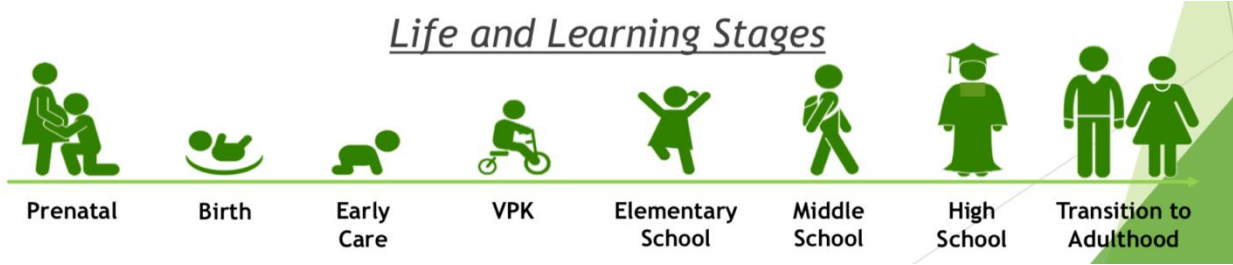 Life and Learning Stages
Prenatal
Birth
Early
Care
VPK
Elementary
School
Middle
School
High
School
Transition to
Adulthood